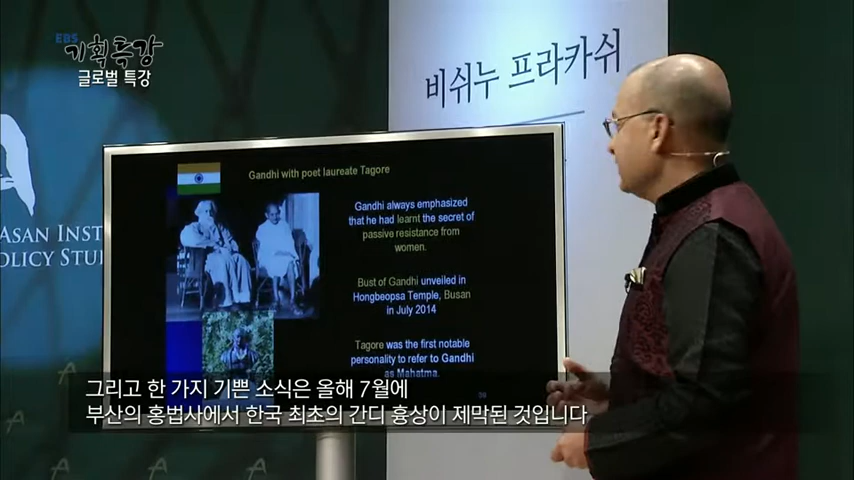 EBS
기획특강
글로벌 특강
비쉬누 프라카쉬
ASAN INST
POLICY STUD
Gandhi with poet laureate Tagore
Gandhi always emphasized
that he had learnt the secret of
passive resistance from
women.
Bust of Gandhi unveiled in
Hongbeopsa Temple, Busan
in July 2014
Tagore was the first notable
personality to refer to Gandhi
as Mahatma.
39
그리고 한 가지 기쁜 소식은 올해 7월에
부산의 홍법사에서 한국 최초의 간디 흉상이 제막된 것입니다